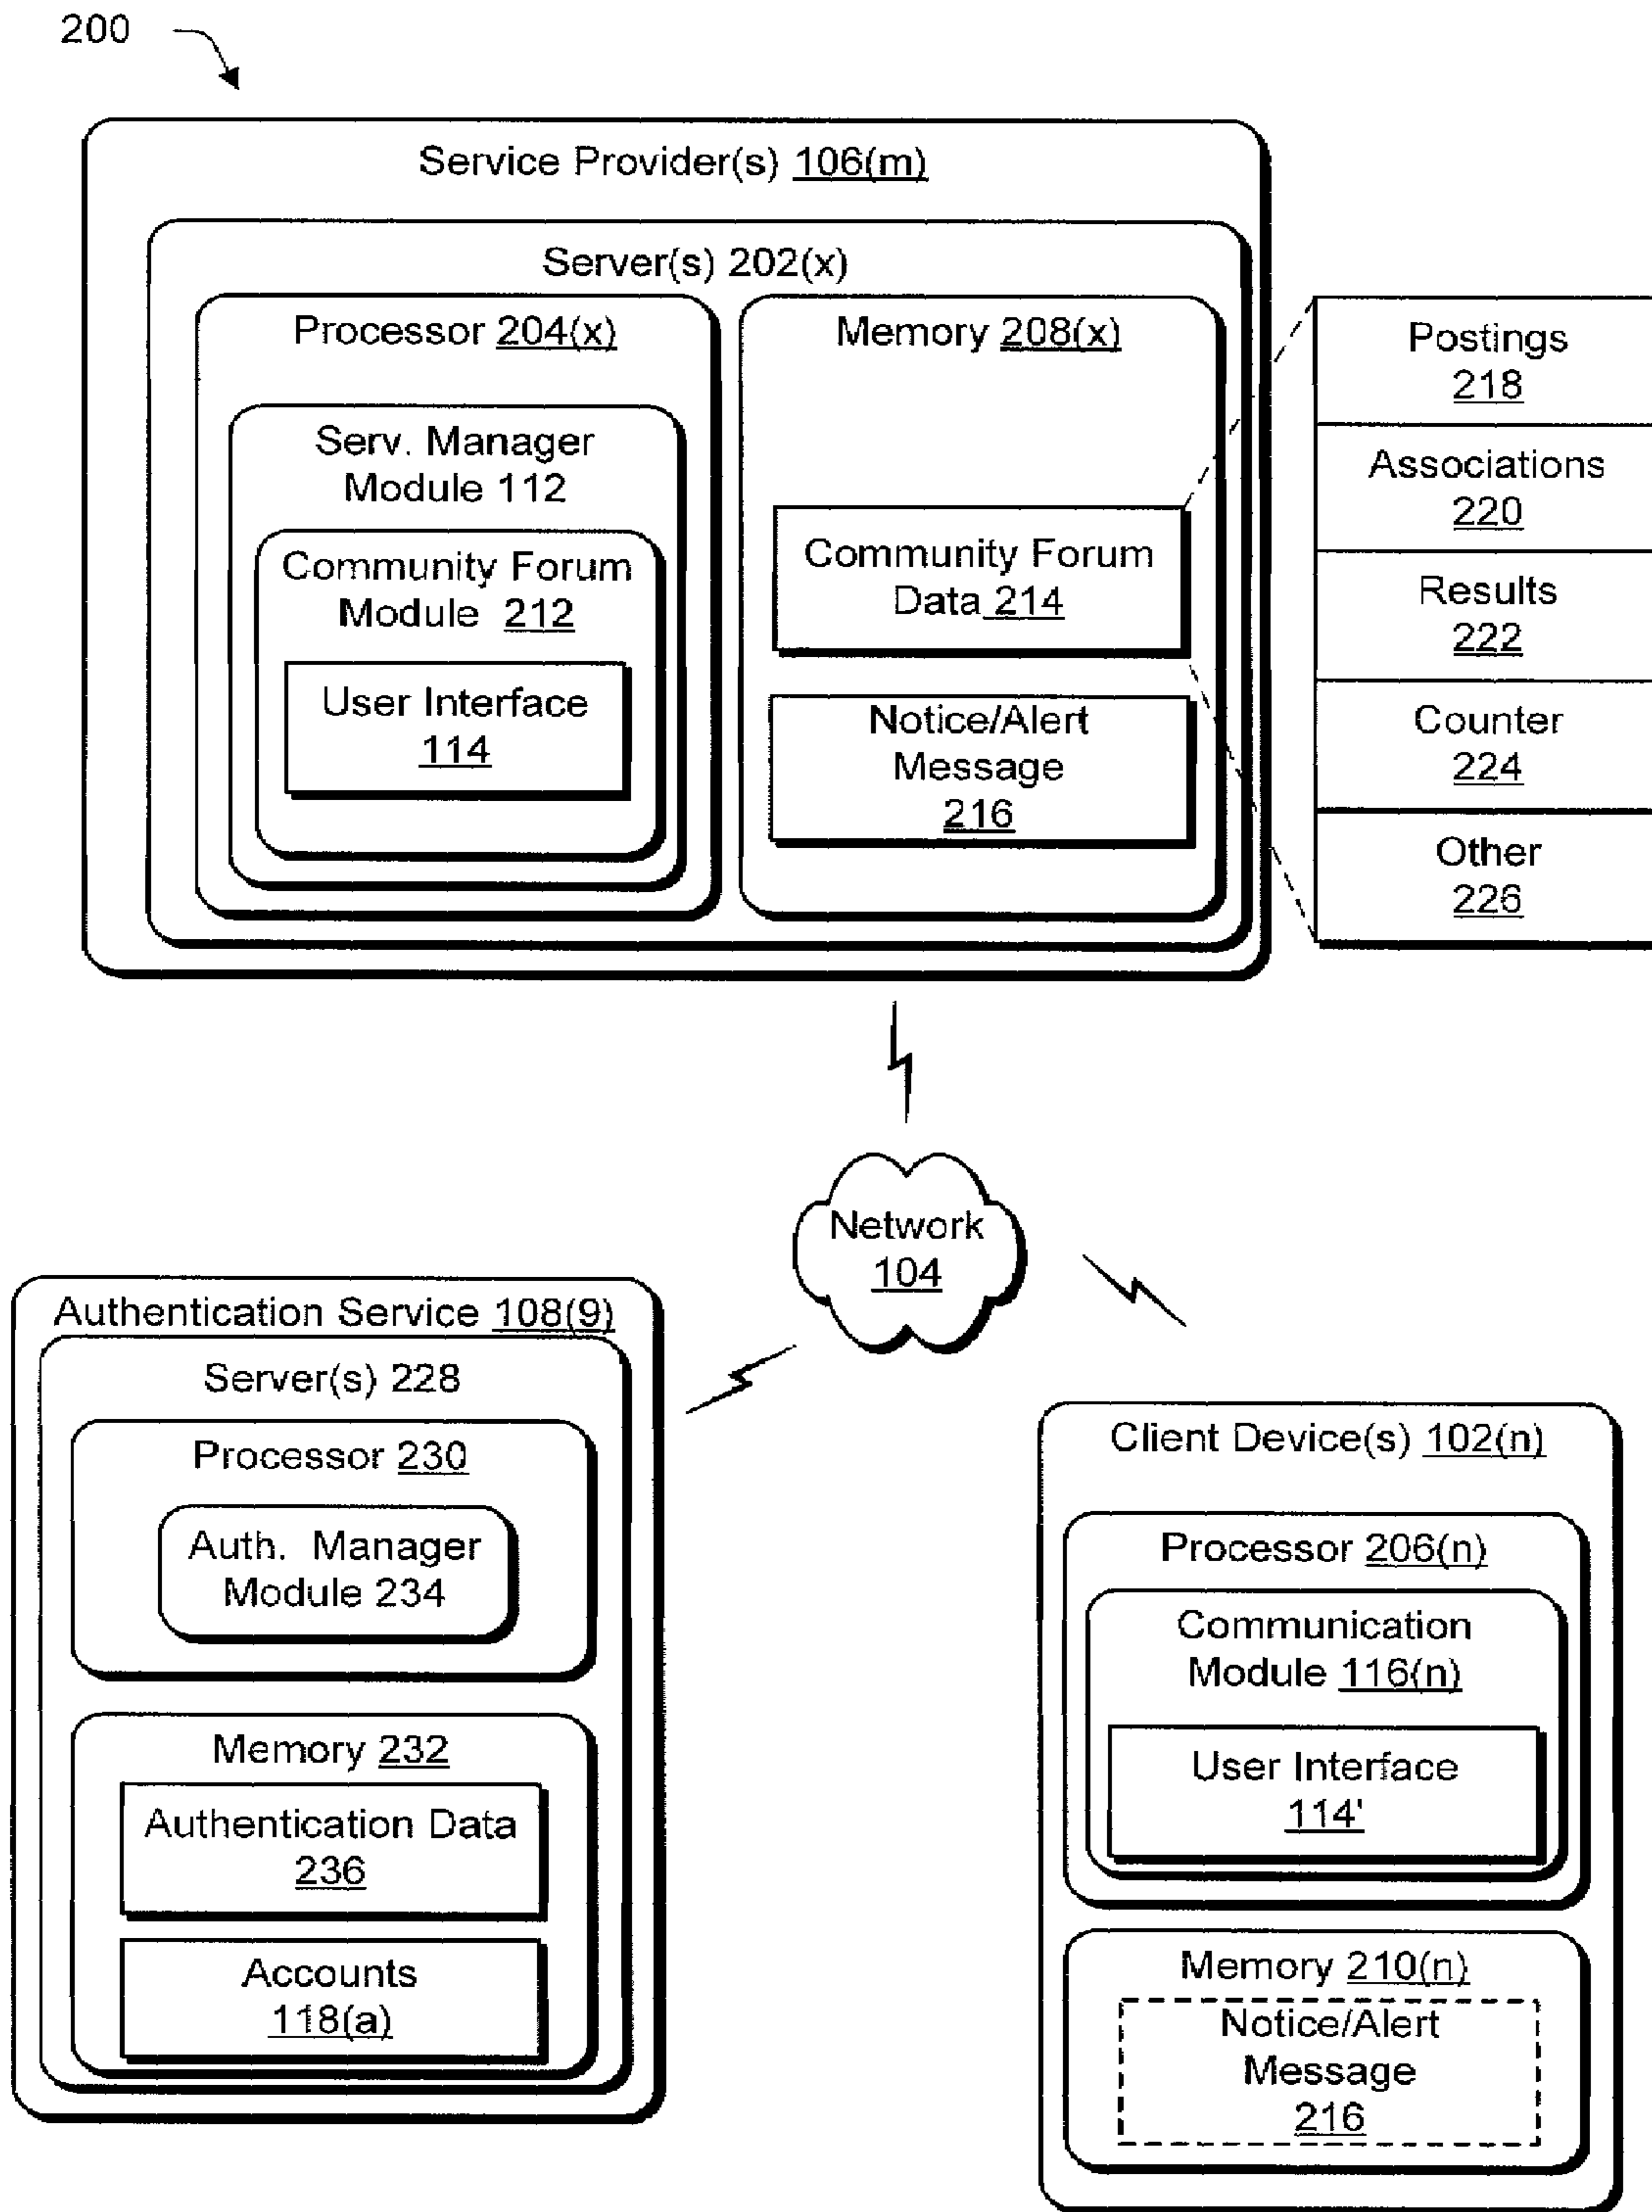 200
Service Provider(s) 106(m)
Server(s) 202(x)
Processor 204(x)
Serv. Manager
Module 112
Community Forum
Module 212
User Interface
114
Memory 208(x)
Community Forum
Data 214
Notice/Alert
Message
216
Postings
218
Associations
220
Results
222
Counter
224
Other
226
Network
104
Authentication Service 108(9)
Server(s) 228
Processor 230
Auth. Manager
Module 234
Memory 232
Authentication Data
236
Accounts
118(a)
Client Device(s) 102(n)
Processor 206(n)
Communication
Module 116(n)
User Interface
114'
Memory 210(n)
Notice/Alert
Message
216